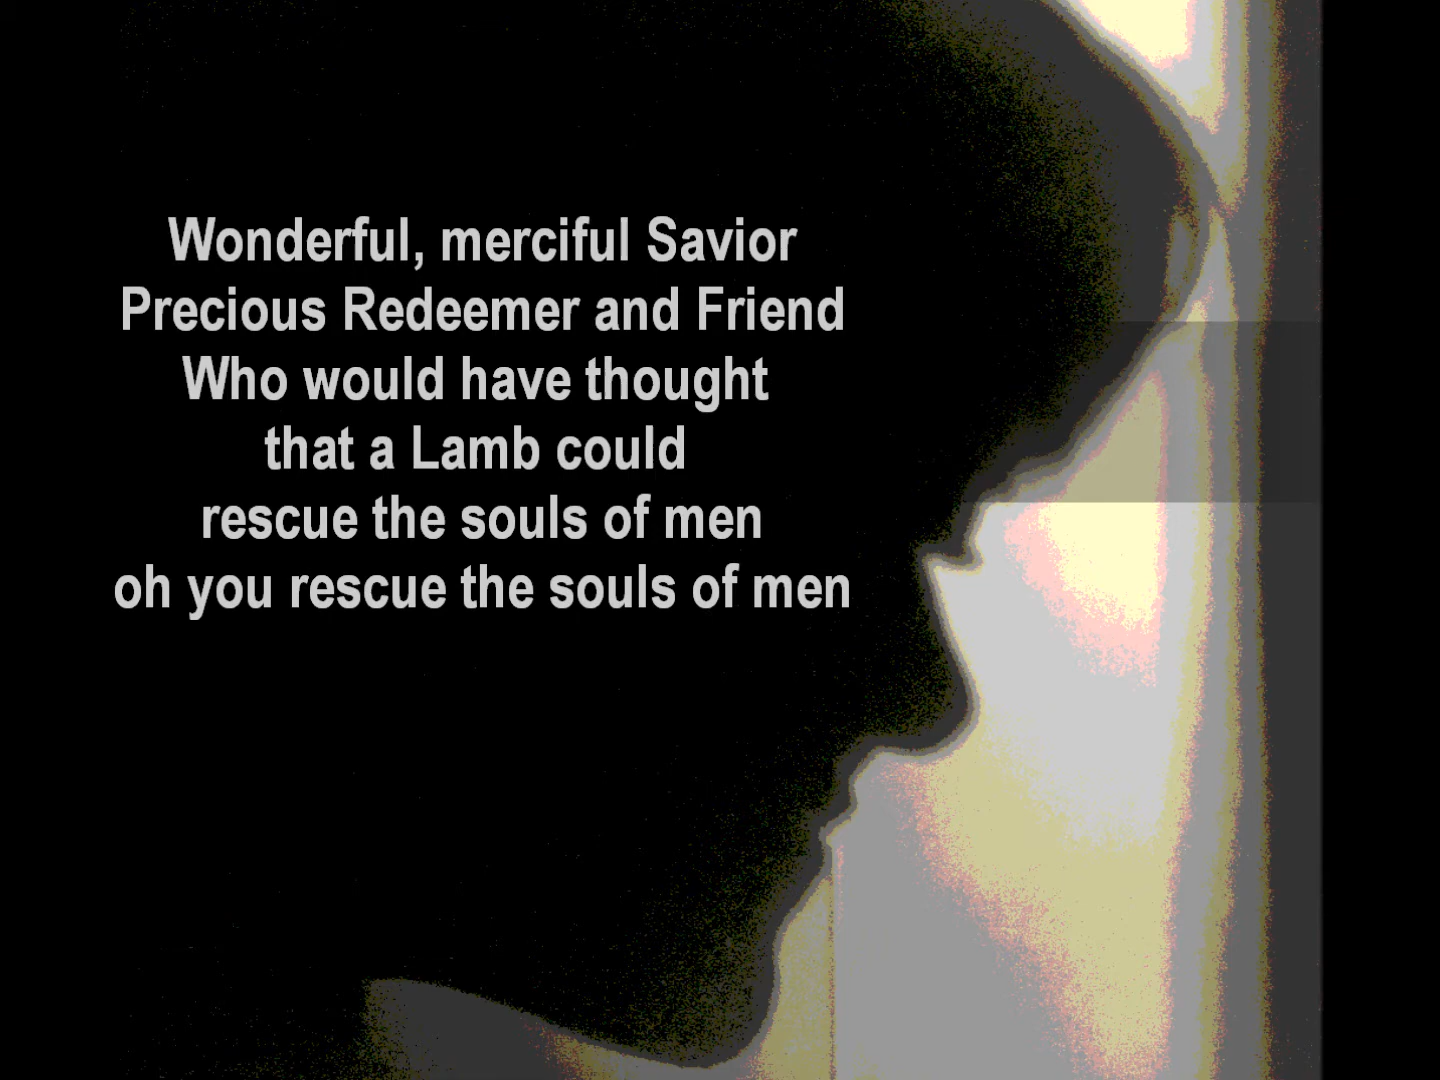 Wonderful, merciful Savior
Precious Redeemer and Friend
Who would have thought
that a Lamb could
rescue the souls of men
oh you rescue the souls of men